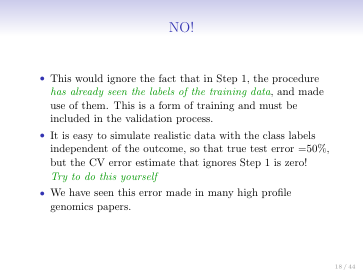 NO!
• This would ignore the fact that in Step 1, the procedure
has already seen the labels of the training data, and made
use of them. This is a form of training and must be
included in the validation process.
• It is easy to simulate realistic data with the class labels
independent of the outcome, so that true test error =50%,
but the CV error estimate that ignores Step 1 is zero!
Try to do this yourself
• We have seen this error made in many high profile
genomics papers.
18 / 44